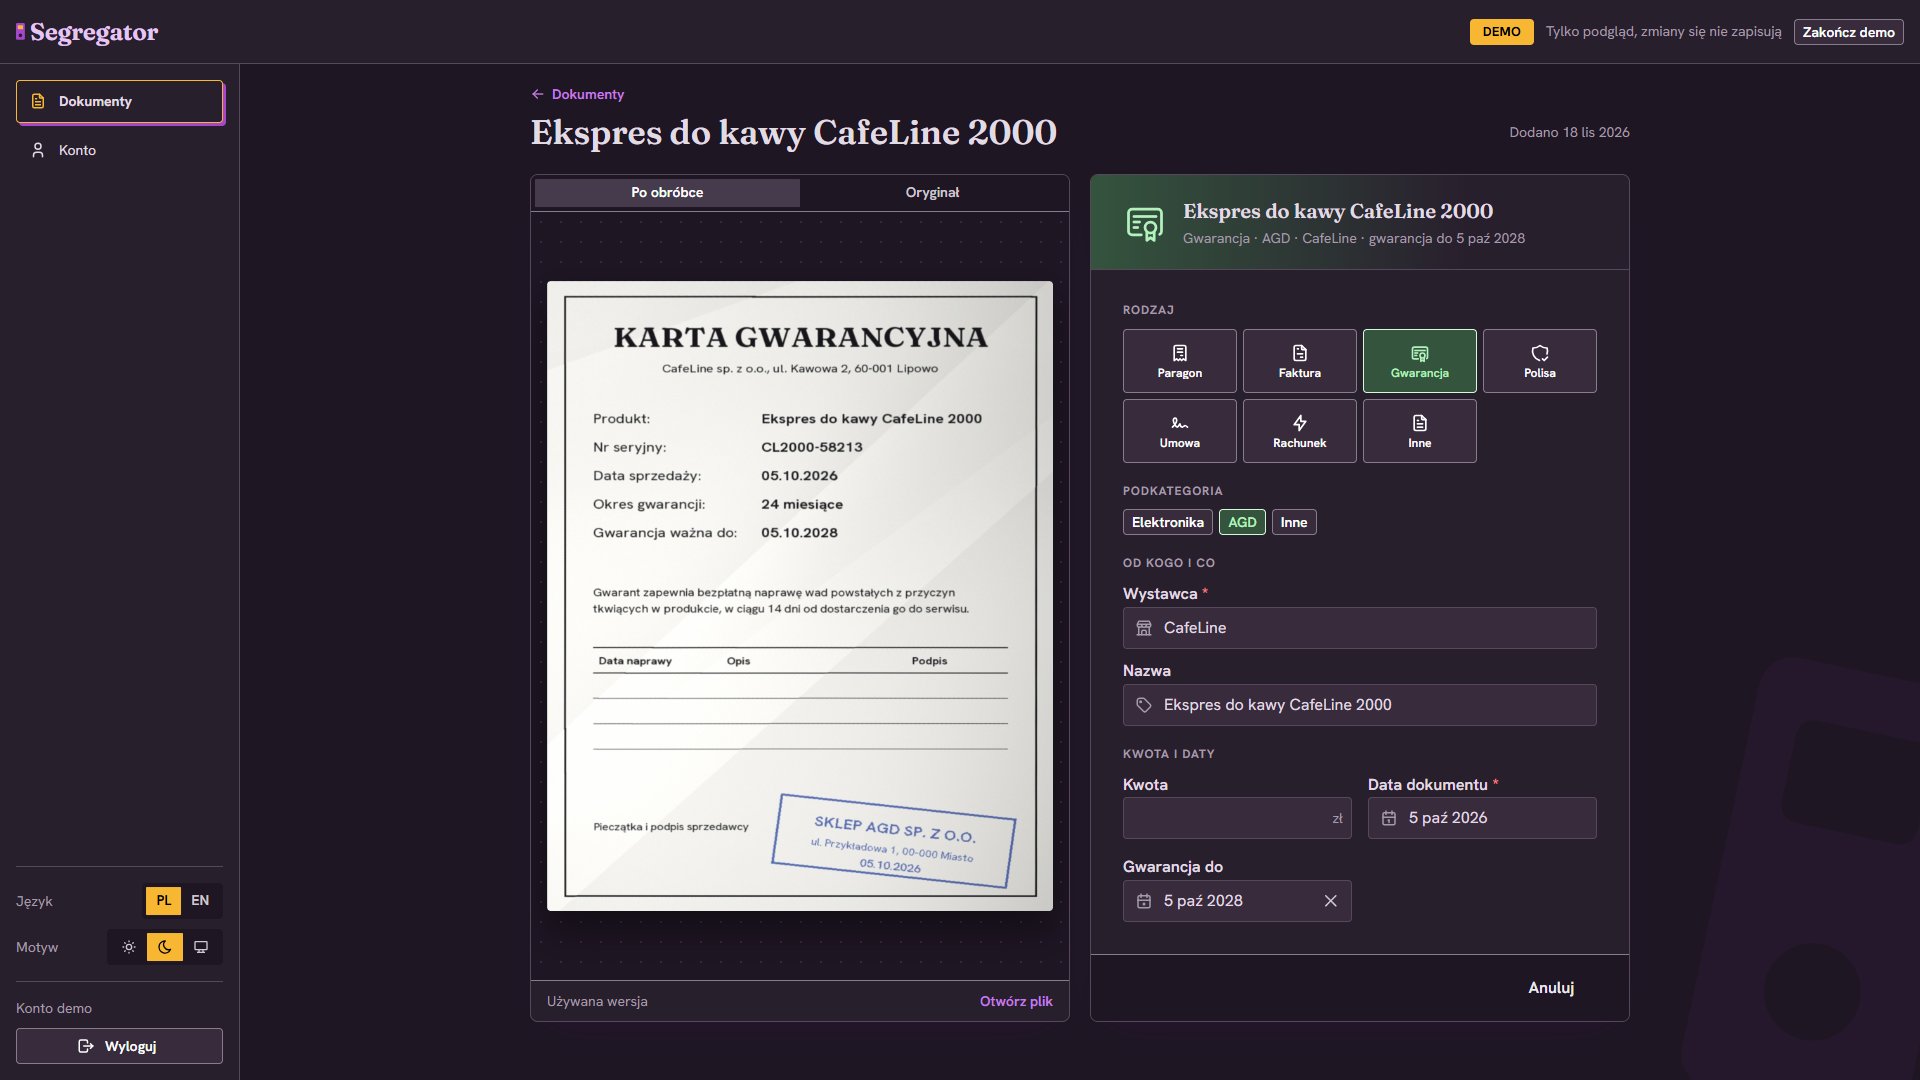 Segregator
DEMO
Tylko podgląd, zmiany się nie zapisują
Zakończ demo
Dokumenty
Konto
Dokumenty
Ekspres do kawy CafeLine 2000
Dodano 18 lis 2026
Po obróbce
Oryginał
KARTA GWARANCYJNA
CafeLine sp. z o.o., ul. Kawowa 2, 60-001 Lipowo
Produkt: Ekspres do kawy CafeLine 2000
Nr seryjny: CL2000-58213
Data sprzedaży: 05.10.2026
Okres gwarancji: 24 miesiące
Gwarancja ważna do: 05.10.2028
Gwarant zapewnia bezpłatną naprawę wad powstałych z przyczyn
tkwiących w produkcie, w ciągu 14 dni od dostarczenia go do serwisu.
Data naprawy Opis Podpis
Pieczątka i podpis sprzedawcy
SKLEP AGD SP. Z O.O.
ul. Przykładowa 1, 00-000 Miasto
05.10.2026
Używana wersja
Otwórz plik
Ekspres do kawy CafeLine 2000
Gwarancja · AGD · CafeLine · gwarancja do 5 paź 2028
RODZAJ
Paragon
Faktura
Gwarancja
Polisa
Umowa
Rachunek
Inne
PODKATEGORIA
Elektronika
AGD
Inne
OD KOGO I CO
Wystawca *
CafeLine
Nazwa
Ekspres do kawy CafeLine 2000
KWOTA I DATY
Kwota
zł
Data dokumentu *
5 paź 2026
Gwarancja do
5 paź 2028
Anuluj
Język
PL
EN
Motyw
Konto demo
Wyloguj